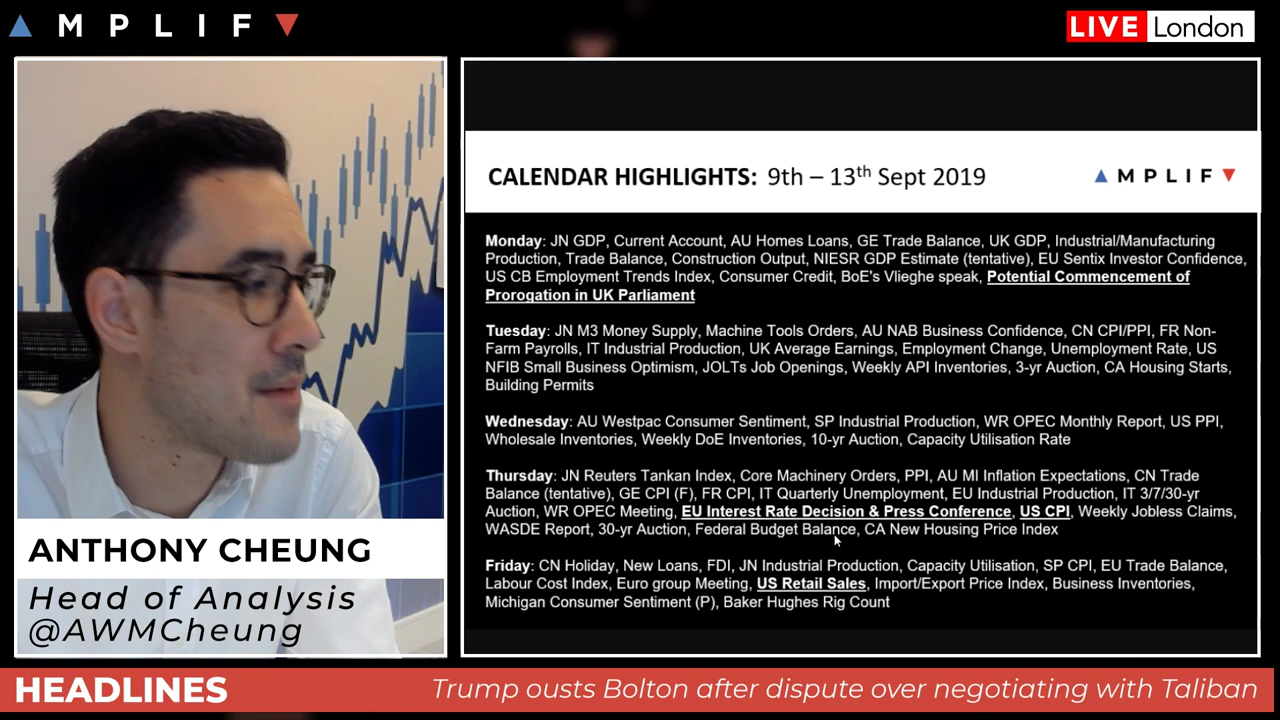 ▲ M P L I F ▼
LIVE London
CALENDAR HIGHLIGHTS: 9th – 13th Sept 2019
▲ M P L I F ▼
Monday: JN GDP, Current Account, AU Homes Loans, GE Trade Balance, UK GDP, Industrial/Manufacturing
Production, Trade Balance, Construction Output, NIESR GDP Estimate (tentative), EU Sentix Investor Confidence,
US CB Employment Trends Index, Consumer Credit, BoE's Vlieghe speak, Potential Commencement of
Prorogation in UK Parliament
Tuesday: JN M3 Money Supply, Machine Tools Orders, AU NAB Business Confidence, CN CPI/PPI, FR Non-
Farm Payrolls, IT Industrial Production, UK Average Earnings, Employment Change, Unemployment Rate, US
NFIB Small Business Optimism, JOLTs Job Openings, Weekly API Inventories, 3-yr Auction, CA Housing Starts,
Building Permits
Wednesday: AU Westpac Consumer Sentiment, SP Industrial Production, WR OPEC Monthly Report, US PPI,
Wholesale Inventories, Weekly DoE Inventories, 10-yr Auction, Capacity Utilisation Rate
Thursday: JN Reuters Tankan Index, Core Machinery Orders, PPI, AU MI Inflation Expectations, CN Trade
Balance (tentative), GE CPI (F), FR CPI, IT Quarterly Unemployment, EU Industrial Production, IT 3/7/30-yr
Auction, WR OPEC Meeting, EU Interest Rate Decision & Press Conference, US CPI, Weekly Jobless Claims,
WASDE Report, 30-yr Auction, Federal Budget Balance, CA New Housing Price Index
Friday: CN Holiday, New Loans, FDI, JN Industrial Production, Capacity Utilisation, SP CPI, EU Trade Balance,
Labour Cost Index, Euro group Meeting, US Retail Sales, Import/Export Price Index, Business Inventories,
Michigan Consumer Sentiment (P), Baker Hughes Rig Count
ANTHONY CHEUNG
Head of Analysis
@AWMCheung
HEADLINES
Trump ousts Bolton after dispute over negotiating with Taliban